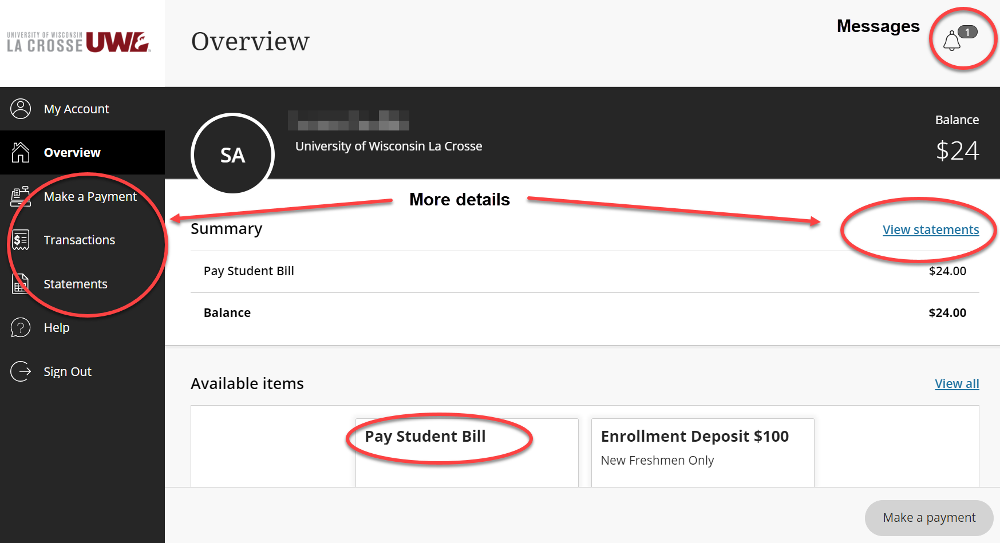 UNIVERSITY OF WISCONSIN
LA CROSSE UWL
Overview
Messages
1
My Account
Overview
Make a Payment
Transactions
Statements
Help
Sign Out
SA
University of Wisconsin La Crosse
Balance
$24
More details
Summary
View statements
Pay Student Bill $24.00
Balance $24.00
Available items
View all
Pay Student Bill
Enrollment Deposit $100
New Freshmen Only
Make a payment